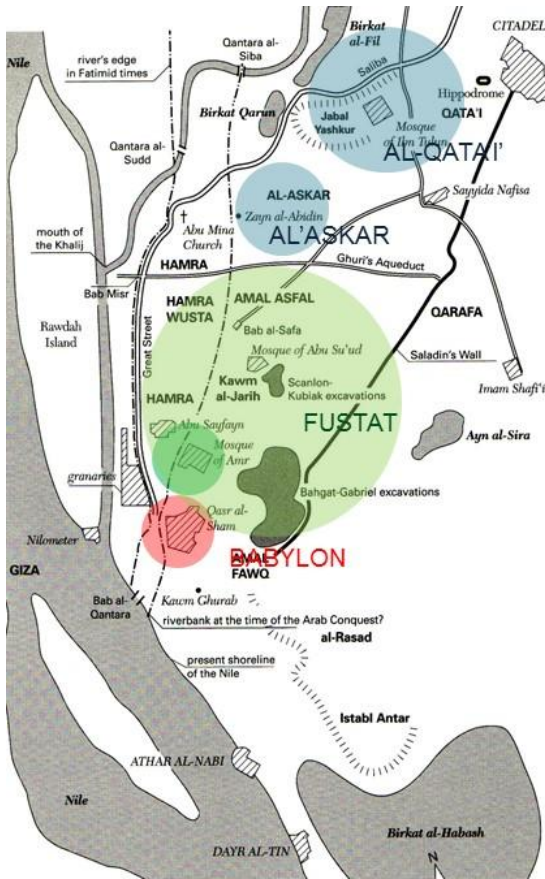 Nile
river's edge
in Fatimid times
Qantara al-
Siba
Birkat
al-Fil
CITADEL
Saliba
Hippodrome
QATA'I
Birkat Qarun
Jabal
Yashkur
Mosque
of Ibn Tulun
AL-QATAI'
Qantara al-
Sudd
Sayyida Nafisa
AL-ASKAR
Zayn al-Abidin
Abu Mina
Church
AL'ASKAR
mouth of
the Khalij
HAMRA
Ghuri's Aqueduct
Bab Misr
HAMRA
WUSTA
AMAL ASFAL
QARAFA
Rawdah
Island
Great Street
Bab al-Safa
Saladin's Wall
Mosque of Abu Su'ud
Kawm
al-Jarih
Scanlon-
Kubiak excavations
Imam Shafi'i
HAMRA
FUSTAT
Abu Sayfayn
Ayn al-Sira
Mosque
of Amr
granaries
Bahgat-Gabriel excavations
Qasr al-
Sham
Nilometer
BABYLON
AMAL
FAWQ
GIZA
Bab al-
Qantara
Kawm Ghurab
riverbank at the time of the Arab Conquest?
al-Rasad
present shoreline
of the Nile
Istabl Antar
ATHAR AL-NABI
Nile
Birkat al-Habash
DAYR AL-TIN
N